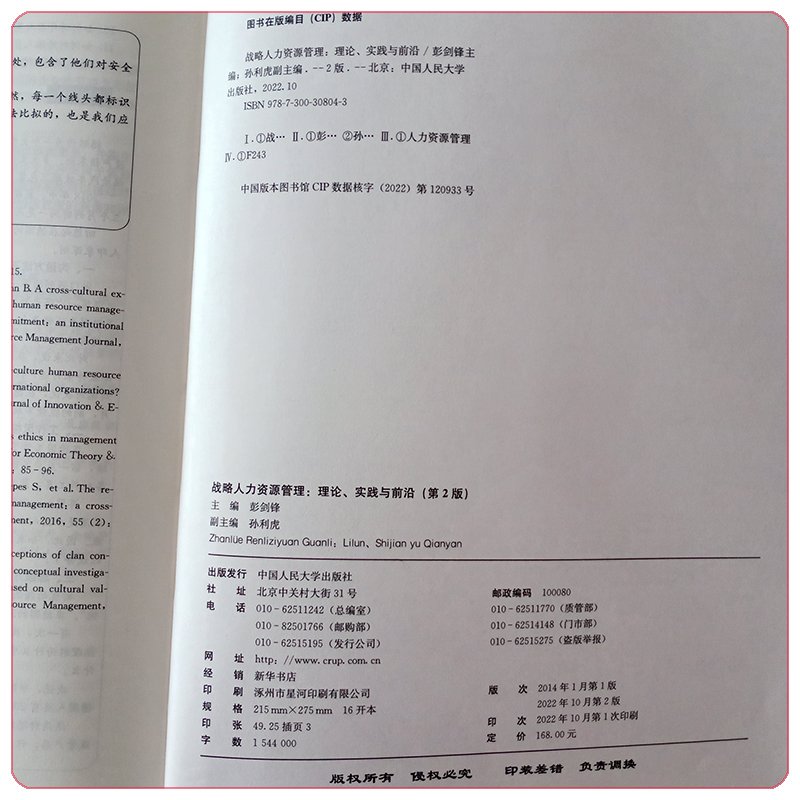 处,包含了他们对安全
然,每一个线头都标识
法比拟的,也是我们应
15.
an B. A cross-cultural ex-
human resource manage-
mitment: an institutional
rce Management Journal,
culture human resource
rnational organizations?
rnal of Innovation & E-
s ethics in management
or Economic Theory &
: 85-96.
pes S, et al. The re-
management: a cross-
ment, 2016, 55 (2):
ceptions of clan con-
conceptual investiga-
sed on cultural val-
source Management,
图书在版编目(CIP)数据
战略人力资源管理:理论、实践与前沿/彭剑锋主
编;孙利虎副主编.--2版.--北京:中国人民大学
出版社,2022.10
ISBN 978-7-300-30804-3
Ⅰ.①战… Ⅱ.①彭… ②孙… Ⅲ.①人力资源管理
Ⅳ.①F243
中国版本图书馆CIP数据核字(2022)第120933号
战略人力资源管理:理论、实践与前沿(第2版)
主 编 彭剑锋
副主编 孙利虎
Zhanlüe Renliziyuan Guanli: Lilun、Shijian yu Qianyan
出版发行 中国人民大学出版社
社 址 北京中关村大街31号 邮政编码 100080
电 话 010-62511242(总编室) 010-62511770(质管部)
010-82501766(邮购部) 010-62514148(门市部)
010-62515195(发行公司) 010-62515275(盗版举报)
网 址 http://www.crup.com.cn
经 销 新华书店
印 刷 涿州市星河印刷有限公司 版 次 2014年1月第1版
规 格 215 mm×275 mm 16开本 2022年10月第2版
印 张 49.25 插页3 印 次 2022年10月第1次印刷
字 数 1 544 000 定 价 168.00元
版权所有 侵权必究 印装差错 负责调换